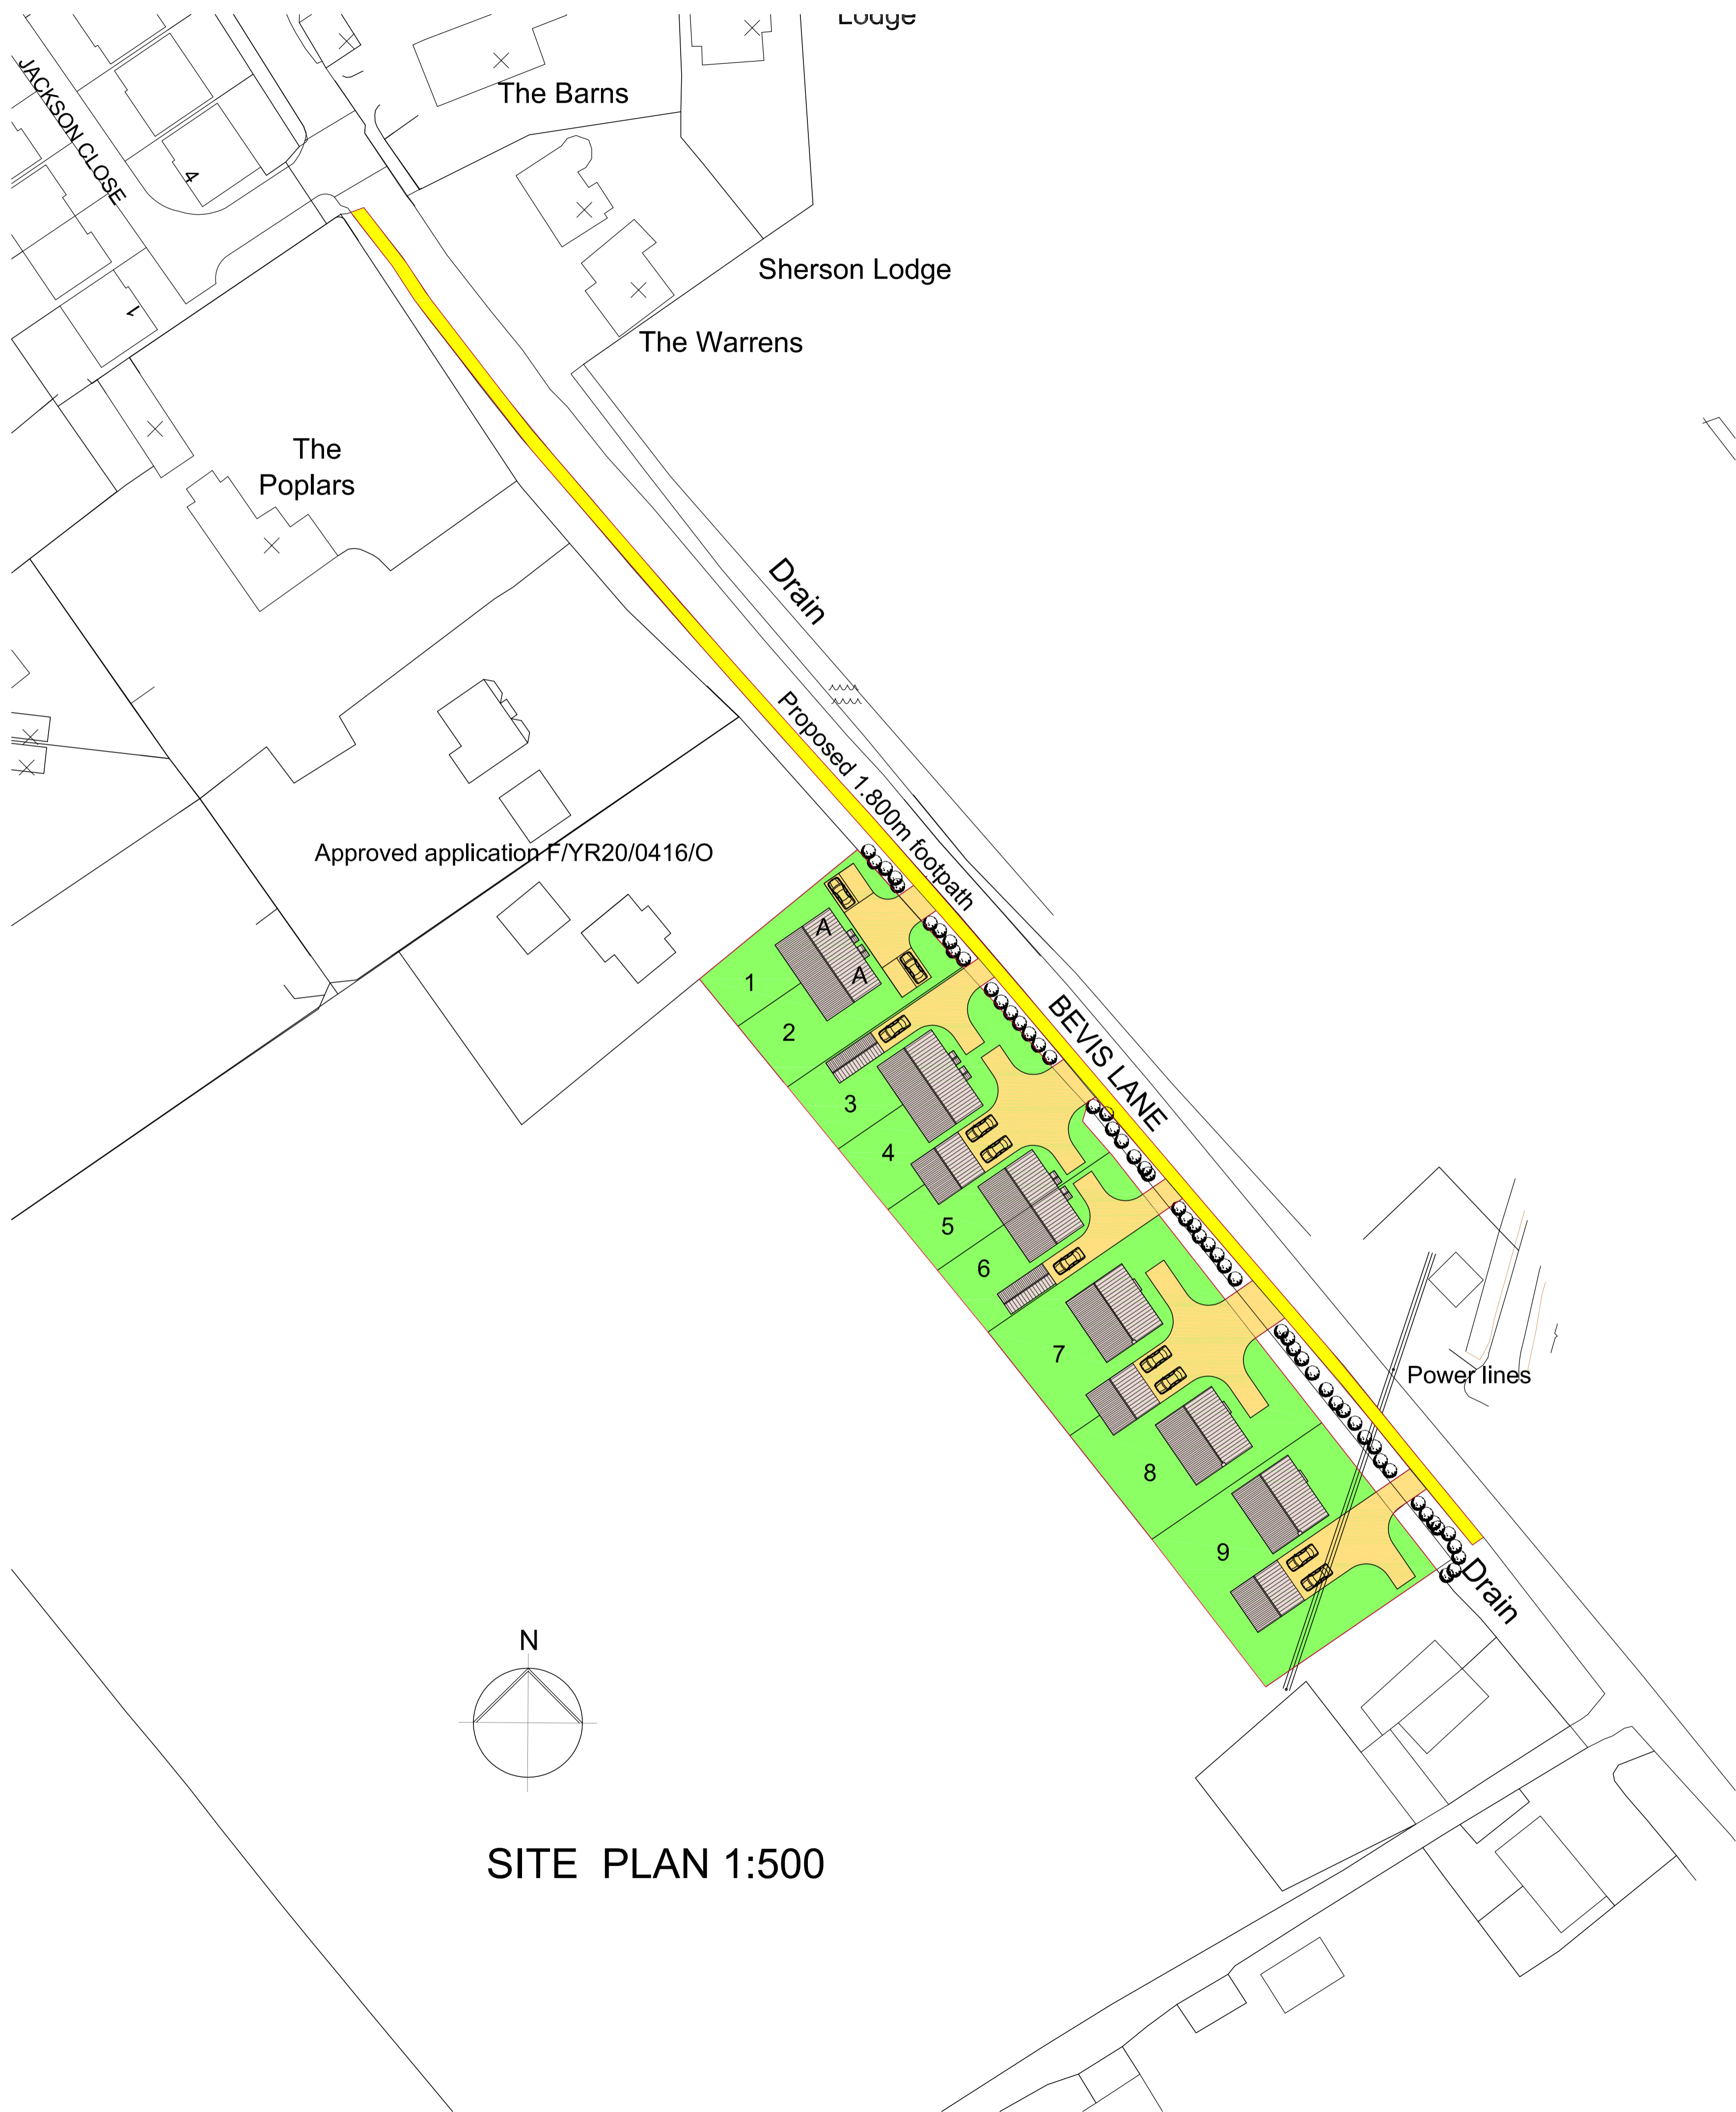 Lodge
JACKSON CLOSE
The Barns
4
Sherson Lodge
1
The Warrens
The
Poplars
Drain
Proposed 1.800m footpath
Approved application F/YR20/0416/O
A
A
1
2
BEVIS LANE
3
4
5
6
7
Power lines
8
9
Drain
N
SITE PLAN 1:500